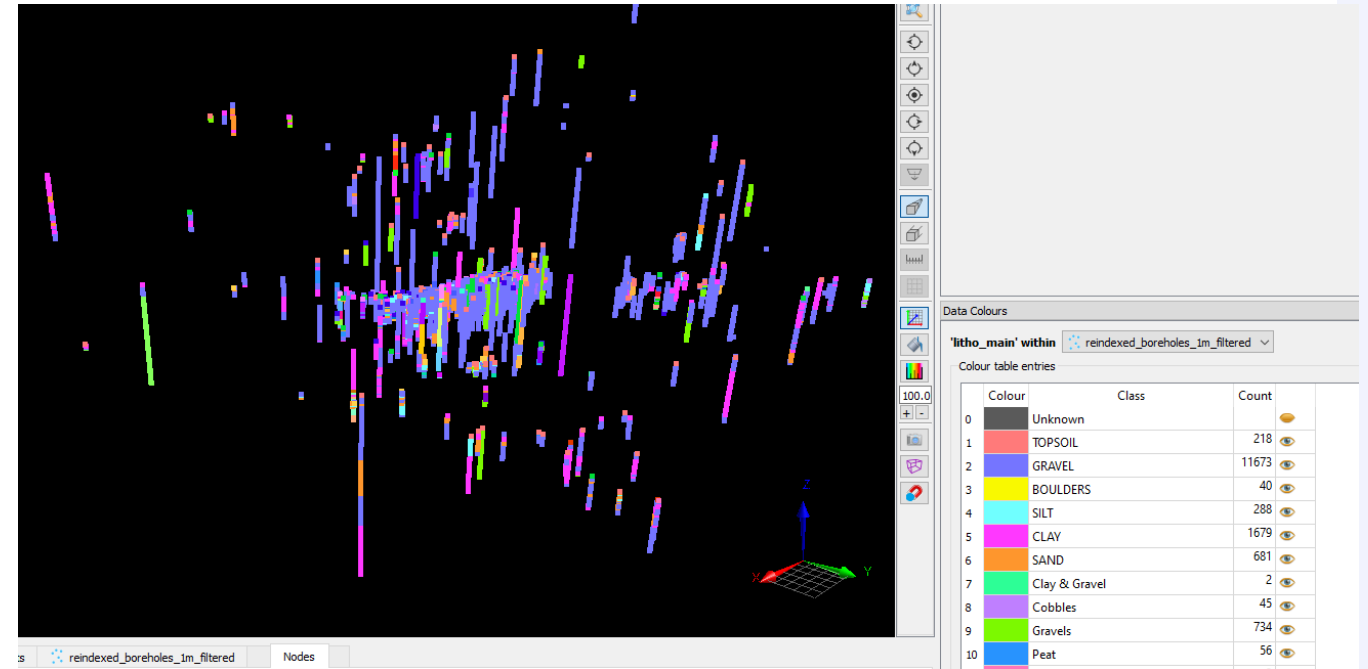 Z
X
Y
100.0
+ -
Data Colours
'litho_main' within reindexed_boreholes_1m_filtered
Colour table entries
Colour Class Count
0 Unknown
1 TOPSOIL 218
2 GRAVEL 11673
3 BOULDERS 40
4 SILT 288
5 CLAY 1679
6 SAND 681
7 Clay & Gravel 2
8 Cobbles 45
9 Gravels 734
10 Peat 56
reindexed_boreholes_1m_filtered Nodes